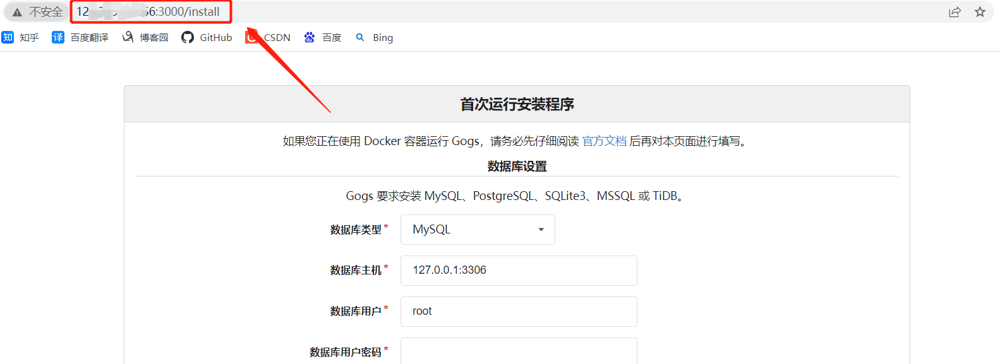 不安全 12 56:3000/install
知 知乎 译 百度翻译 博客园 GitHub CSDN 百度 Bing
首次运行安装程序
如果您正在使用 Docker 容器运行 Gogs，请务必先仔细阅读 官方文档 后再对本页面进行填写。
数据库设置
Gogs 要求安装 MySQL、PostgreSQL、SQLite3、MSSQL 或 TiDB。
数据库类型* MySQL
数据库主机* 127.0.0.1:3306
数据库用户* root
数据库用户密码*